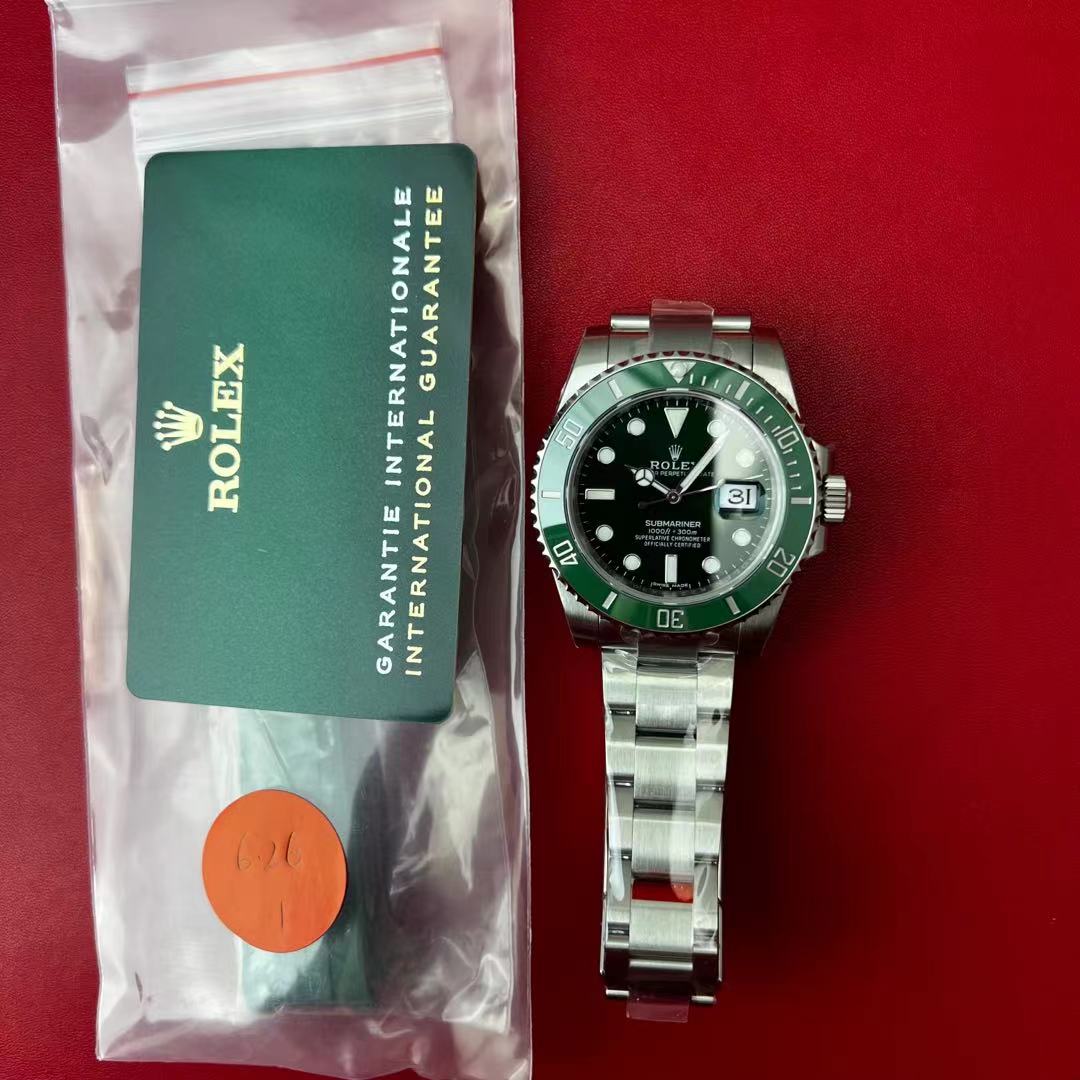 ROLEX
GARANTIE INTERNATIONALE
INTERNATIONAL GUARANTEE
6.26
1
10
20
30
40
50
ROLEX
31
SUBMARINER
1000ft = 300m
SUPERLATIVE CHRONOMETER
OFFICIALLY CERTIFIED
SWISS MADE